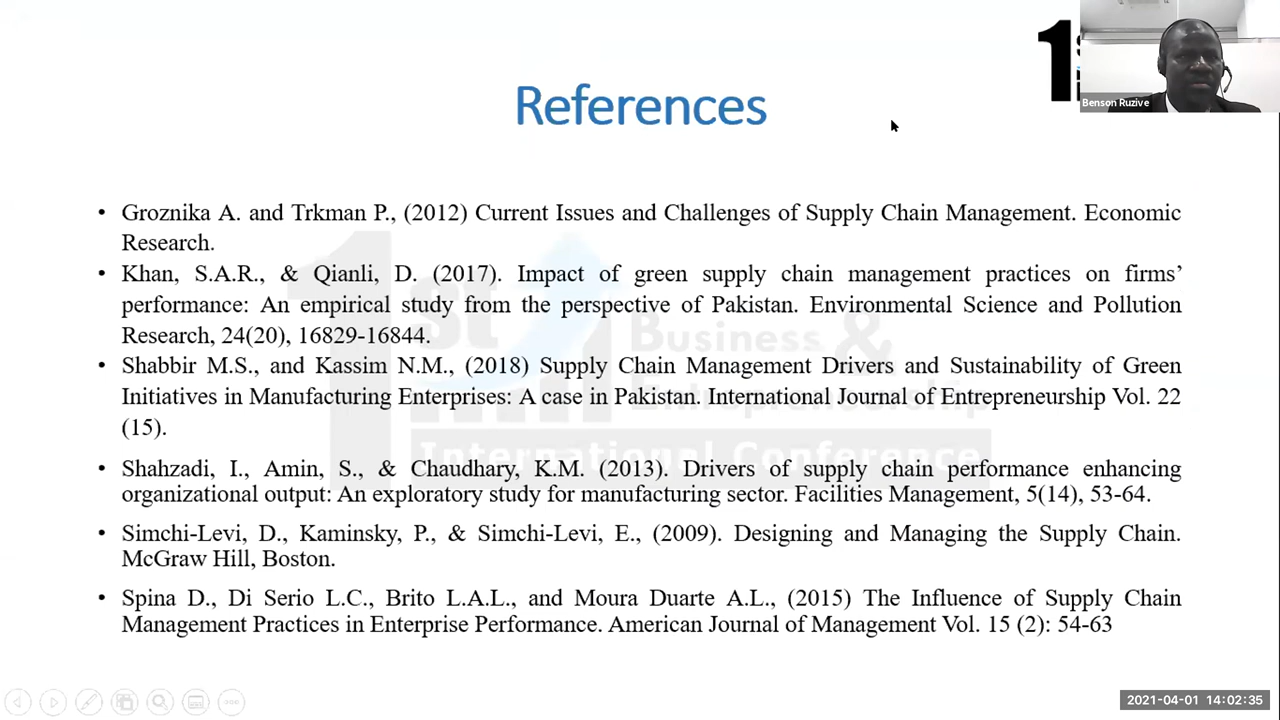 1
References
Benson Ruzive
• Groznika A. and Trkman P., (2012) Current Issues and Challenges of Supply Chain Management. Economic
Research.
• Khan, S.A.R., & Qianli, D. (2017). Impact of green supply chain management practices on firms’
performance: An empirical study from the perspective of Pakistan. Environmental Science and Pollution
Research, 24(20), 16829-16844.
• Shabbir M.S., and Kassim N.M., (2018) Supply Chain Management Drivers and Sustainability of Green
Initiatives in Manufacturing Enterprises: A case in Pakistan. International Journal of Entrepreneurship Vol. 22
(15).
• Shahzadi, I., Amin, S., & Chaudhary, K.M. (2013). Drivers of supply chain performance enhancing
organizational output: An exploratory study for manufacturing sector. Facilities Management, 5(14), 53-64.
• Simchi-Levi, D., Kaminsky, P., & Simchi-Levi, E., (2009). Designing and Managing the Supply Chain.
McGraw Hill, Boston.
• Spina D., Di Serio L.C., Brito L.A.L., and Moura Duarte A.L., (2015) The Influence of Supply Chain
Management Practices in Enterprise Performance. American Journal of Management Vol. 15 (2): 54-63
1st Business &
Entrepreneurship
International Conference
2021-04-01 14:02:35